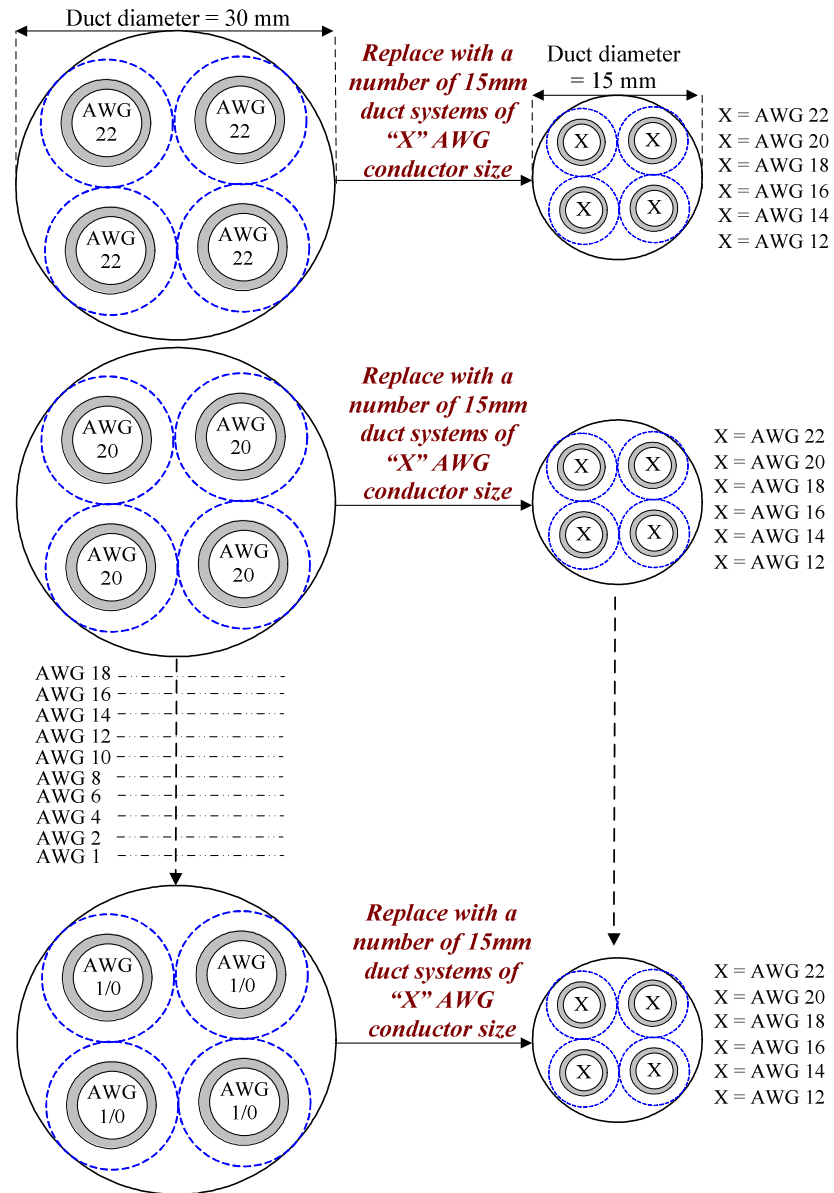 Duct diameter = 30 mm
AWG
22
AWG
22
AWG
22
AWG
22
Replace with a
number of 15mm
duct systems of
“X” AWG
conductor size
Duct diameter
= 15 mm
X
X
X
X
X = AWG 22
X = AWG 20
X = AWG 18
X = AWG 16
X = AWG 14
X = AWG 12
AWG
20
AWG
20
AWG
20
AWG
20
Replace with a
number of 15mm
duct systems of
“X” AWG
conductor size
X
X
X
X
X = AWG 22
X = AWG 20
X = AWG 18
X = AWG 16
X = AWG 14
X = AWG 12
AWG 18
AWG 16
AWG 14
AWG 12
AWG 10
AWG 8
AWG 6
AWG 4
AWG 2
AWG 1
AWG
1/0
AWG
1/0
AWG
1/0
AWG
1/0
Replace with a
number of 15mm
duct systems of
“X” AWG
conductor size
X
X
X
X
X = AWG 22
X = AWG 20
X = AWG 18
X = AWG 16
X = AWG 14
X = AWG 12